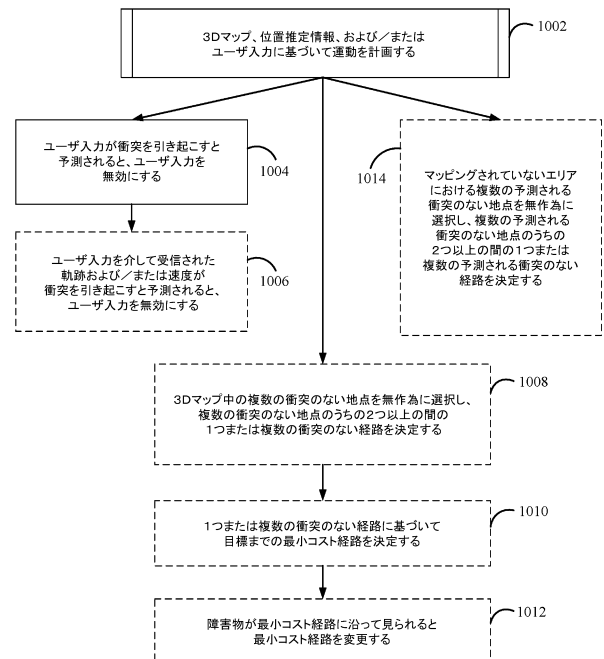 3Dマップ、位置推定情報、および/または
ユーザ入力に基づいて運動を計画する
1002
ユーザ入力が衝突を引き起こすと
予測されると、ユーザ入力を
無効にする
1004
ユーザ入力を介して受信された
軌跡および/または速度が
衝突を引き起こすと予測されると、
ユーザ入力を無効にする
1006
1014
マッピングされていないエリア
における複数の予測される
衝突のない地点を無作為に
選択し、複数の予測される
衝突のない地点のうちの
2つ以上の間の1つまたは
複数の予測される衝突のない
経路を決定する
3Dマップ中の複数の衝突のない地点を無作為に選択し、
複数の衝突のない地点のうちの2つ以上の間の
1つまたは複数の衝突のない経路を決定する
1008
1つまたは複数の衝突のない経路に基づいて
目標までの最小コスト経路を決定する
1010
障害物が最小コスト経路に沿って見られると
最小コスト経路を変更する
1012